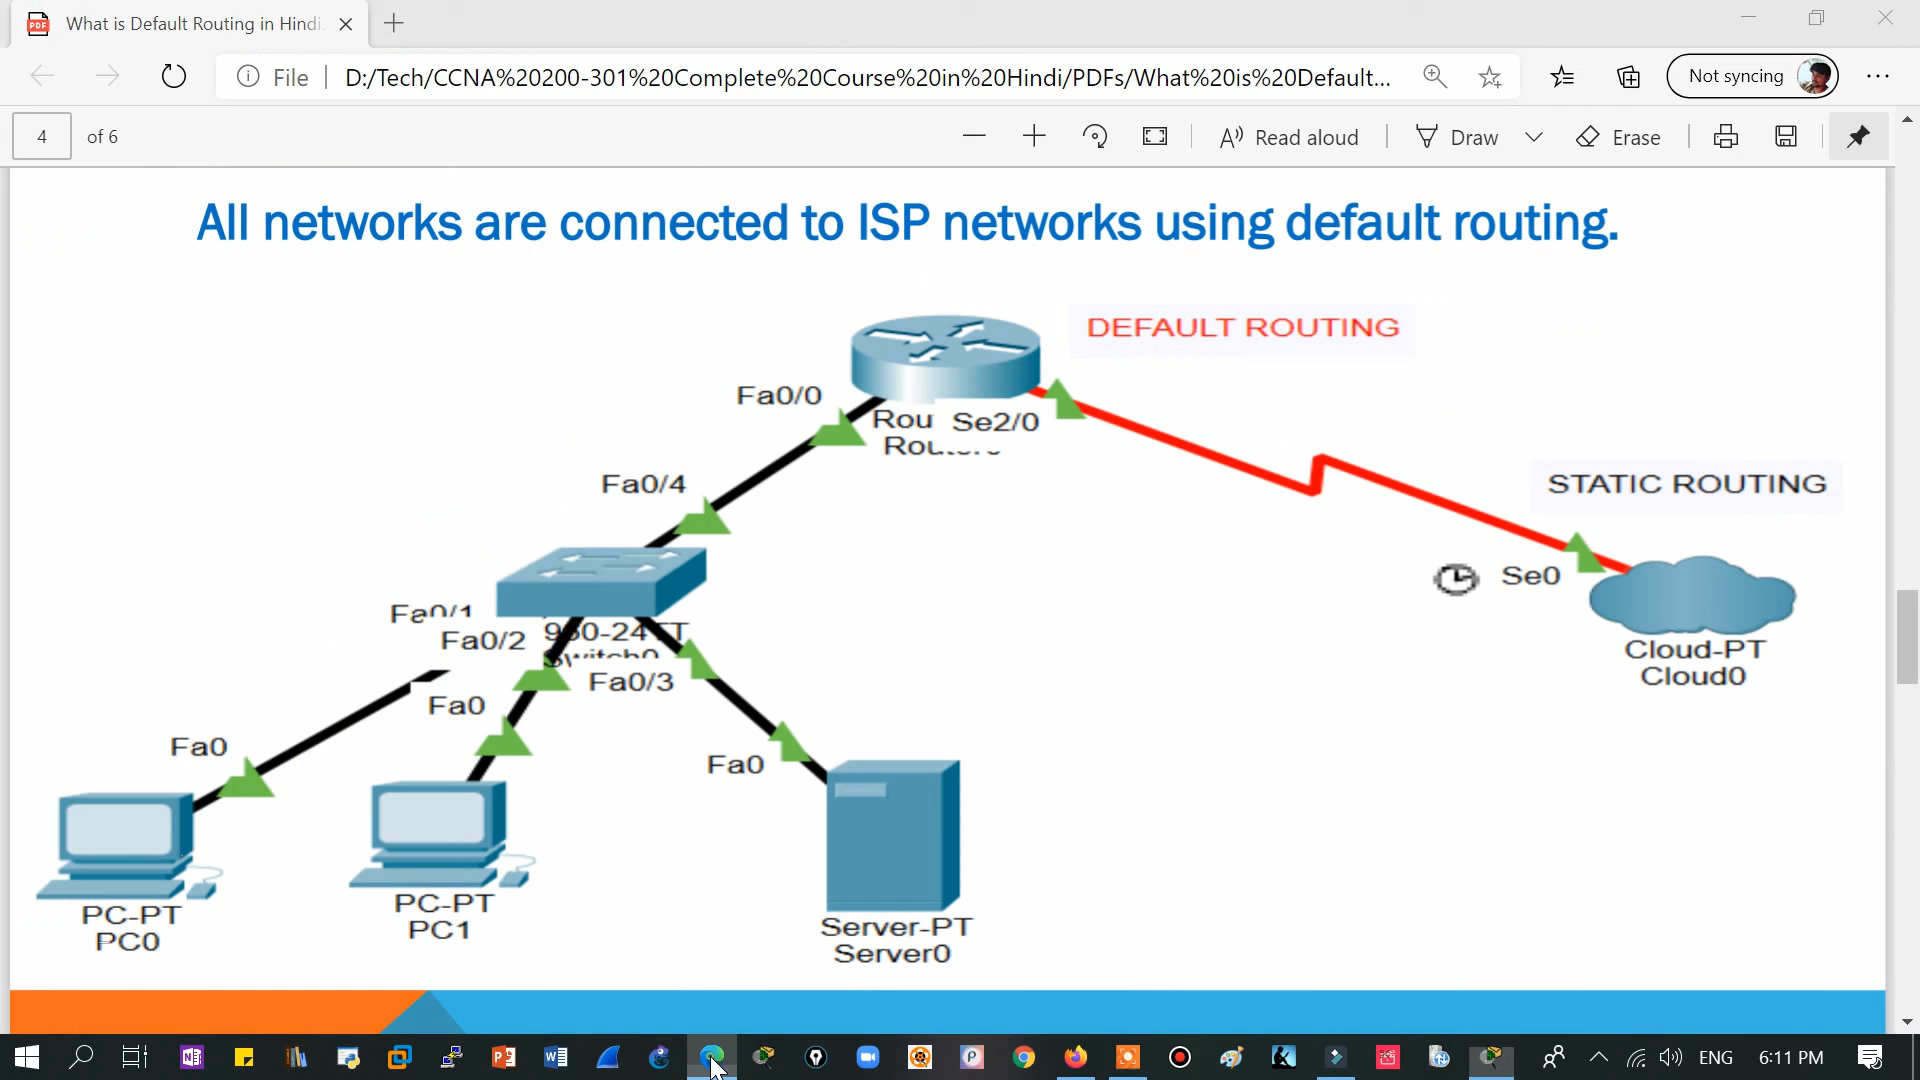 What is Default Routing in Hindi
File
D:/Tech/CCNA%20200-301%20Complete%20Course%20in%20Hindi/PDFs/What%20is%20Default...
Not syncing
4 of 6
Read aloud
Draw
Erase
All networks are connected to ISP networks using default routing.
DEFAULT ROUTING
Fa0/0
Rou
Se2/0
Fa0/4
STATIC ROUTING
Se0
Fa0/1
Fa0/2
Fa0/3
Cloud-PT
Cloud0
Fa0
Fa0
Fa0
PC-PT
PC0
PC-PT
PC1
Server-PT
Server0
ENG
6:11 PM